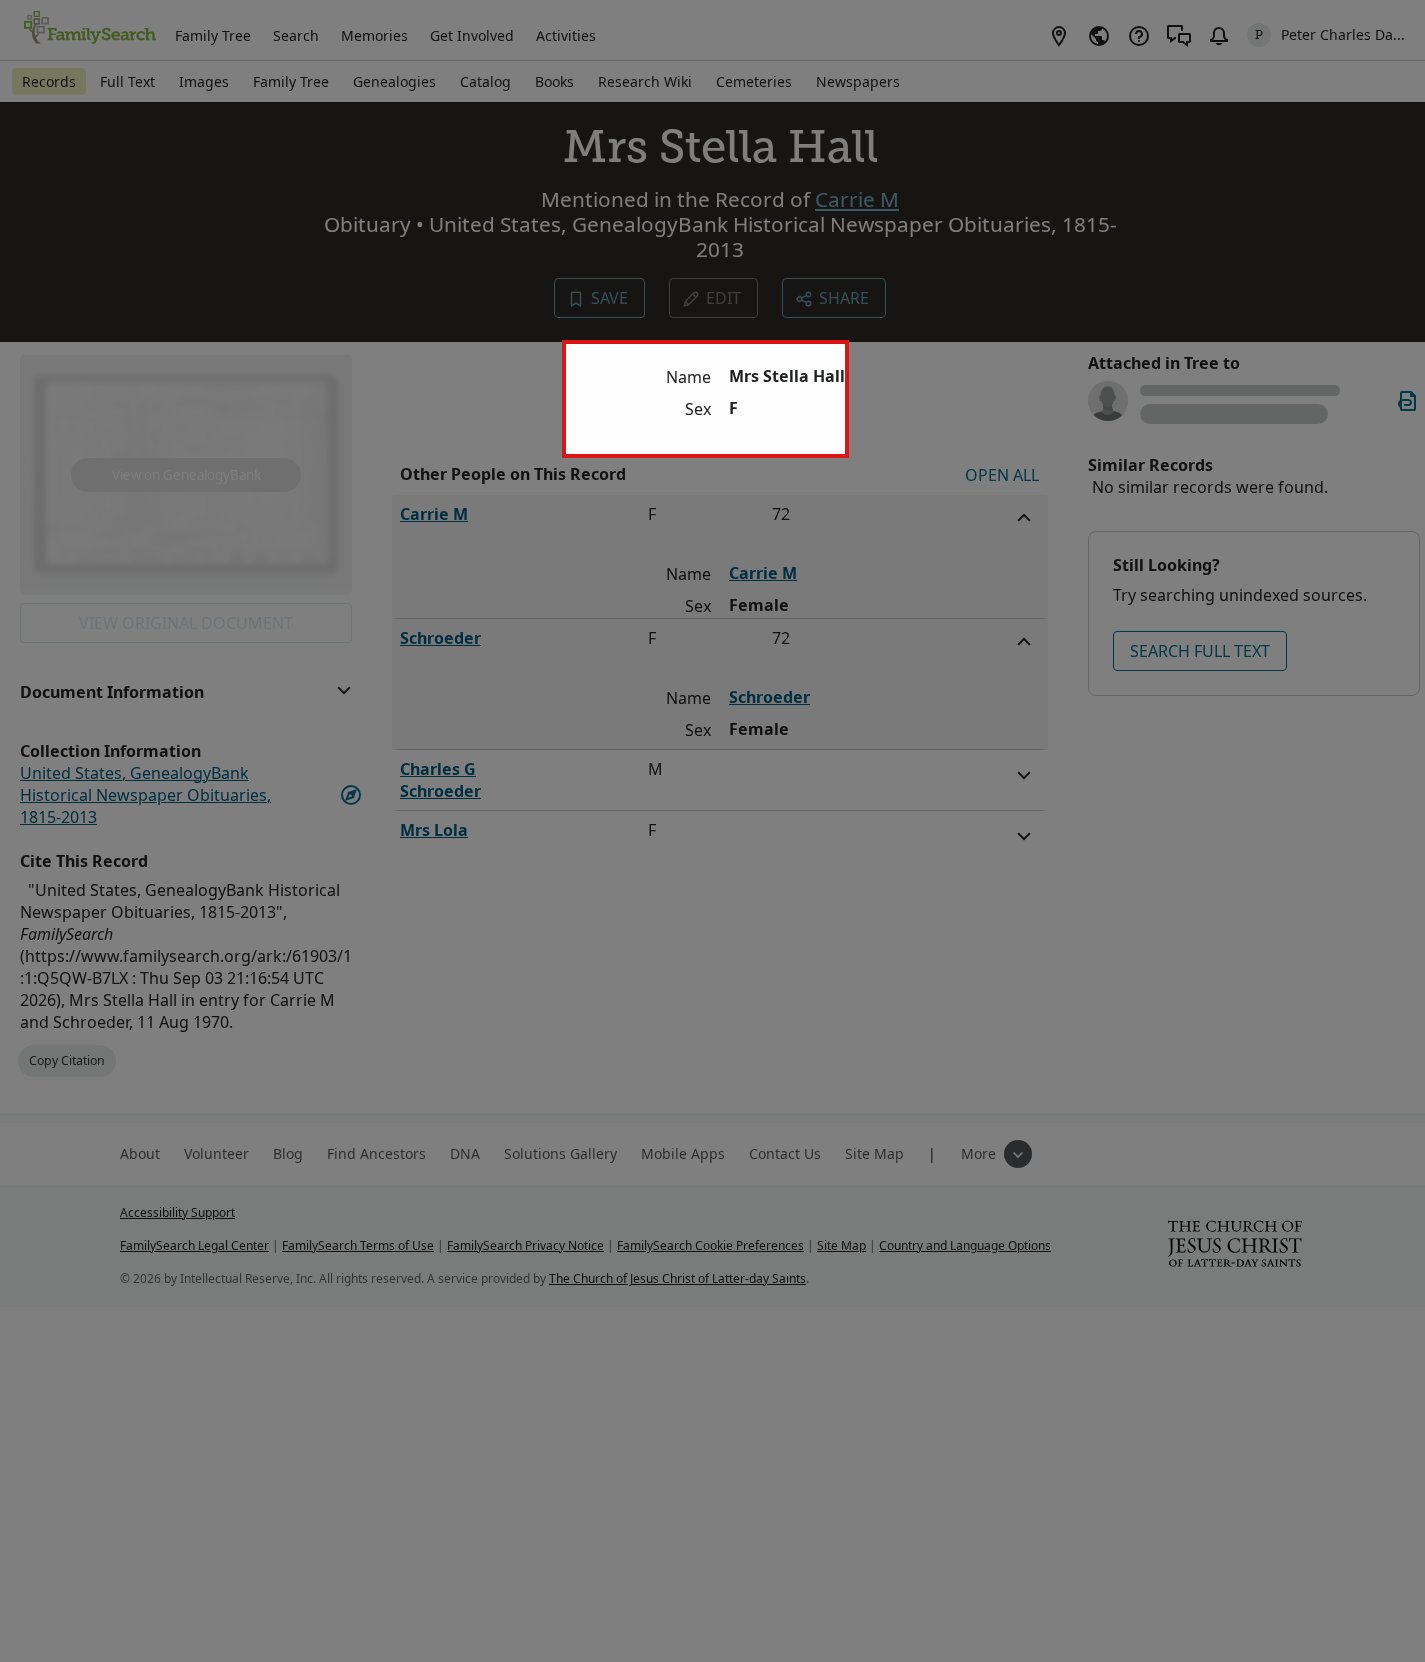 FamilySearch
Family Tree
Search
Memories
Get Involved
Activities
P
Peter Charles Da...
Records
Full Text
Images
Family Tree
Genealogies
Catalog
Books
Research Wiki
Cemeteries
Newspapers
Mrs Stella Hall
Mentioned in the Record of Carrie M
Obituary • United States, GenealogyBank Historical Newspaper Obituaries, 1815-
2013
SAVE
EDIT
SHARE
View on GenealogyBank
VIEW ORIGINAL DOCUMENT
Document Information
Collection Information
United States, GenealogyBank
Historical Newspaper Obituaries,
1815-2013
Cite This Record
"United States, GenealogyBank Historical
Newspaper Obituaries, 1815-2013",
FamilySearch
(https://www.familysearch.org/ark:/61903/1
:1:Q5QW-B7LX : Thu Sep 03 21:16:54 UTC
2026), Mrs Stella Hall in entry for Carrie M
and Schroeder, 11 Aug 1970.
Copy Citation
Name Mrs Stella Hall
Sex F
Other People on This Record
OPEN ALL
Carrie M F 72
Name Carrie M
Sex Female
Schroeder F 72
Name Schroeder
Sex Female
Charles G M
Schroeder
Mrs Lola F
Attached in Tree to
Similar Records
No similar records were found.
Still Looking?
Try searching unindexed sources.
SEARCH FULL TEXT
About
Volunteer
Blog
Find Ancestors
DNA
Solutions Gallery
Mobile Apps
Contact Us
Site Map
|
More
Accessibility Support
FamilySearch Legal Center | FamilySearch Terms of Use | FamilySearch Privacy Notice | FamilySearch Cookie Preferences | Site Map | Country and Language Options
© 2026 by Intellectual Reserve, Inc. All rights reserved. A service provided by The Church of Jesus Christ of Latter-day Saints.
THE CHURCH OF
JESUS CHRIST
OF LATTER-DAY SAINTS